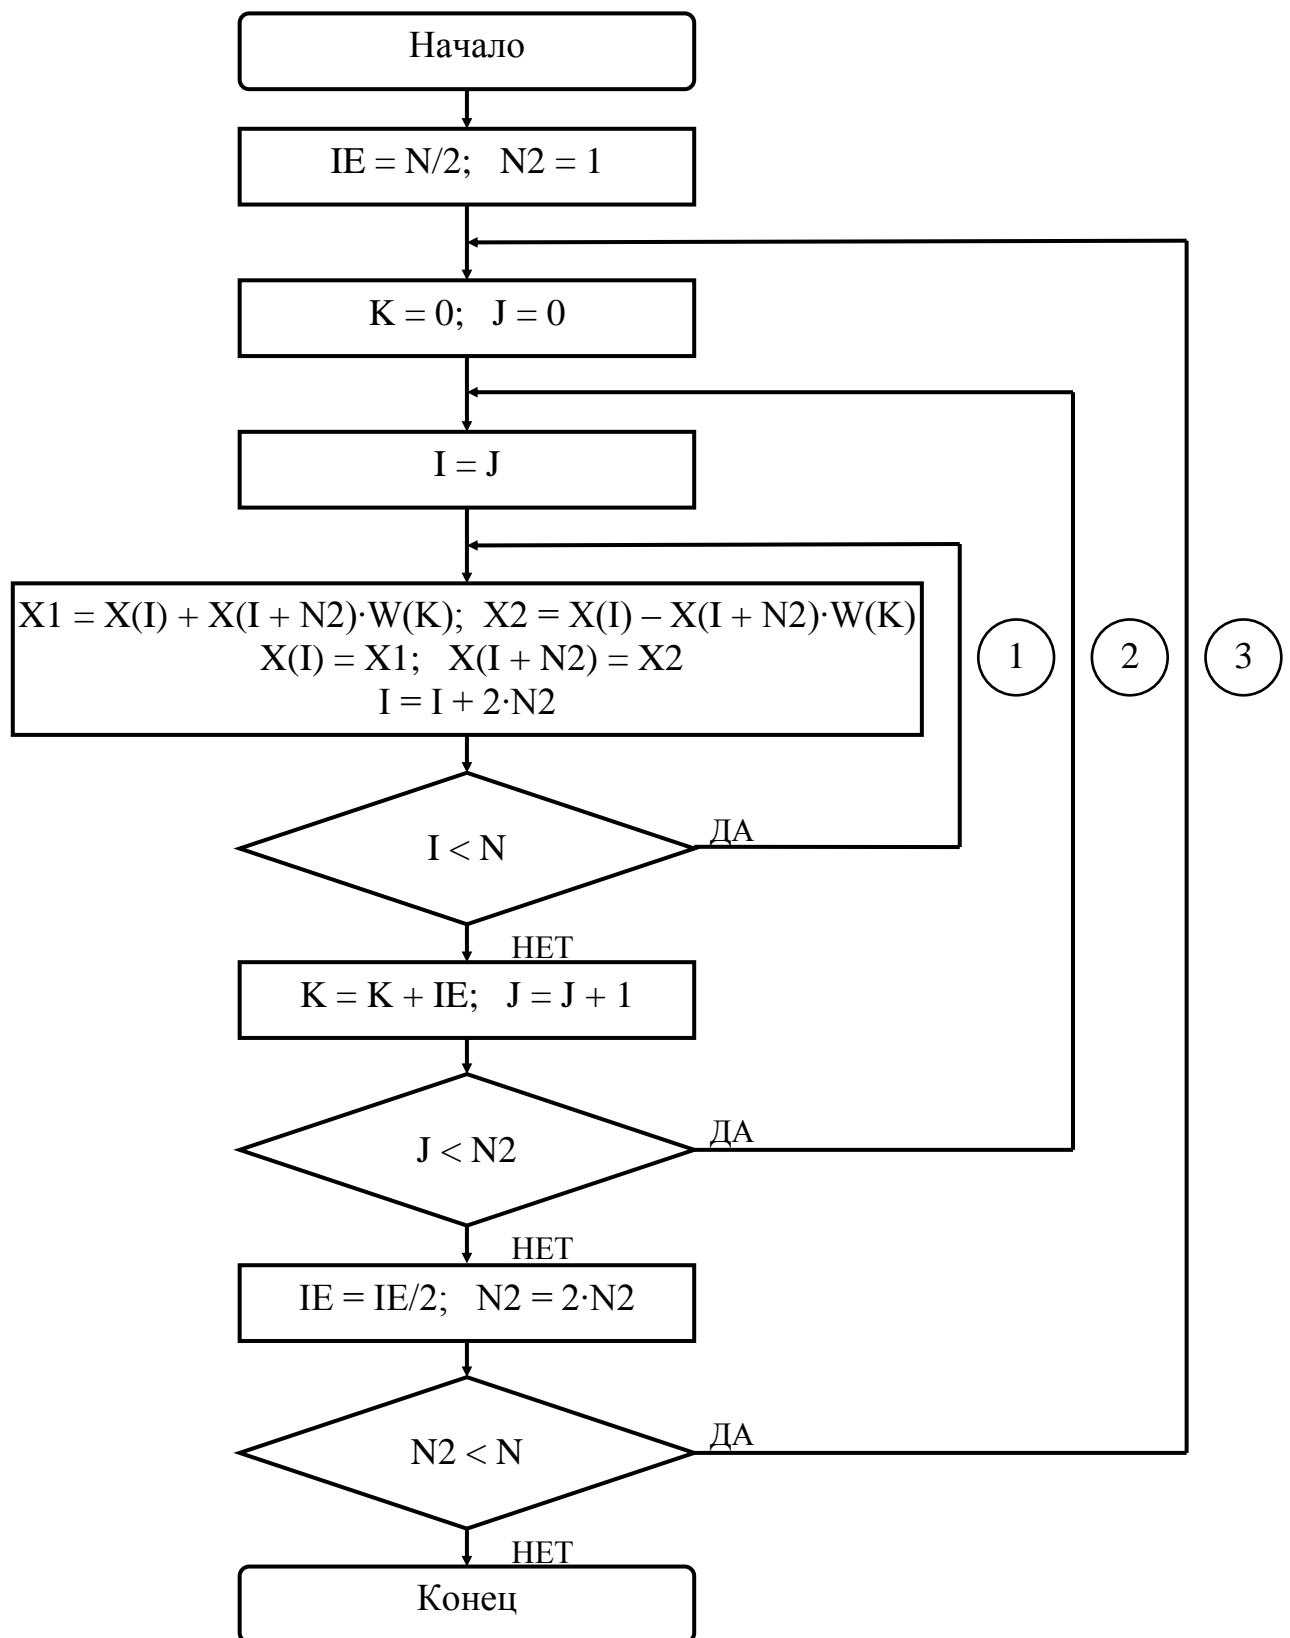 Начало
IE = N/2; N2 = 1
K = 0; J = 0
I = J
X1 = X(I) + X(I + N2)·W(K); X2 = X(I) – X(I + N2)·W(K)
X(I) = X1; X(I + N2) = X2
I = I + 2·N2
1
2
3
I < N
ДА
НЕТ
K = K + IE; J = J + 1
J < N2
ДА
НЕТ
IE = IE/2; N2 = 2·N2
N2 < N
ДА
НЕТ
Конец